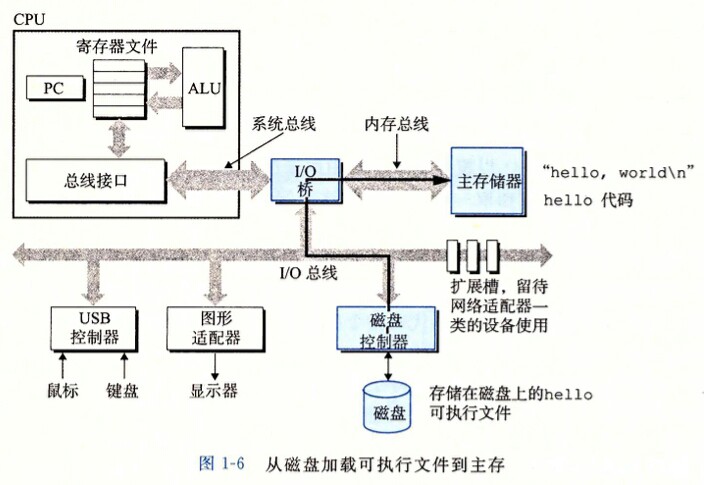 CPU
寄存器文件
PC
ALU
系统总线
内存总线
总线接口
I/O
桥
主存储器
“hello, world\n”
hello 代码
I/O 总线
扩展槽，留待
网络适配器一
类的设备使用
USB
控制器
图形
适配器
磁盘
控制器
鼠标
键盘
显示器
磁盘
存储在磁盘上的hello
可执行文件
图 1-6 从磁盘加载可执行文件到主存